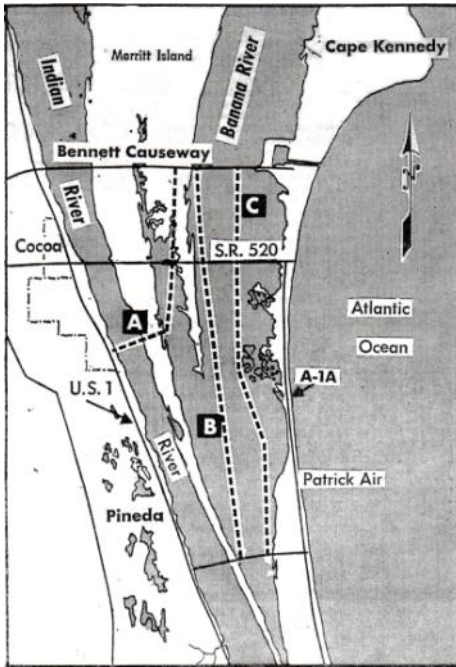 Merritt Island
Cape Kennedy
Indian
River
Banana River
Bennett Causeway
N
C
S.R. 520
Cocoa
A
Atlantic
Ocean
U.S. 1
A-1A
B
River
Patrick Air
Pineda